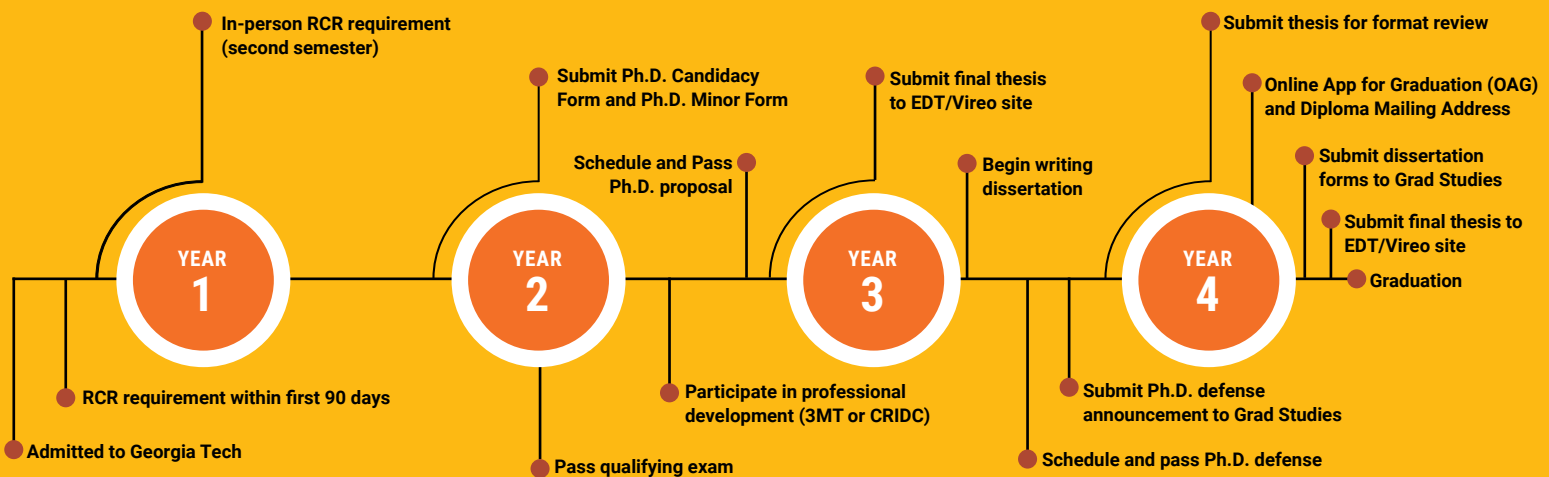 In-person RCR requirement
(second semester)
YEAR
1
RCR requirement within first 90 days
Admitted to Georgia Tech
Submit Ph.D. Candidacy
Form and Ph.D. Minor Form
YEAR
2
Pass qualifying exam
Schedule and Pass
Ph.D. proposal
Participate in professional
development (3MT or CRIDC)
Submit final thesis
to EDT/Vireo site
YEAR
3
Begin writing
dissertation
Schedule and pass Ph.D. defense
Submit Ph.D. defense
announcement to Grad Studies
Submit thesis for format review
YEAR
4
Online App for Graduation (OAG)
and Diploma Mailing Address
Submit dissertation
forms to Grad Studies
Submit final thesis to
EDT/Vireo site
Graduation